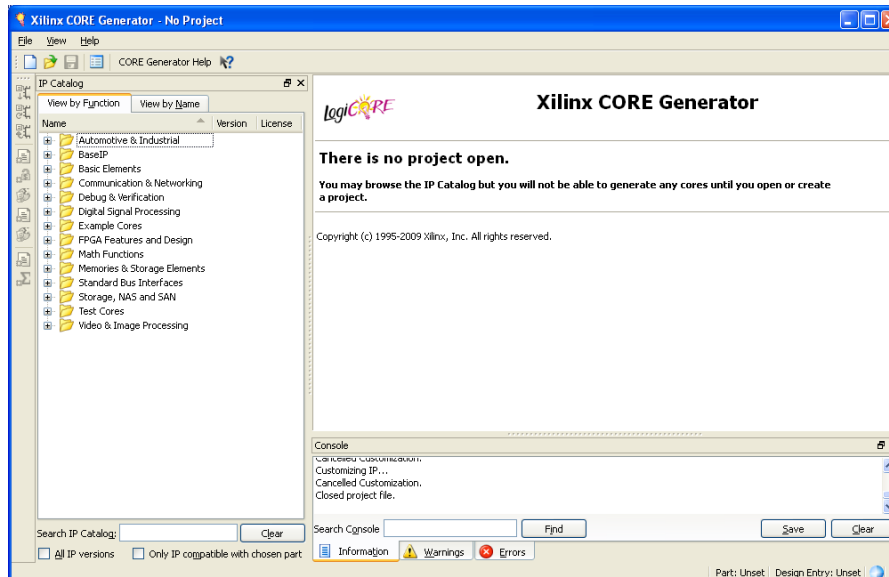 Xilinx CORE Generator - No Project
File View Help
CORE Generator Help
IP Catalog
View by Function View by Name
Name Version License
Automotive & Industrial
BaseIP
Basic Elements
Communication & Networking
Debug & Verification
Digital Signal Processing
Example Cores
FPGA Features and Design
Math Functions
Memories & Storage Elements
Standard Bus Interfaces
Storage, NAS and SAN
Test Cores
Video & Image Processing
Search IP Catalog: Clear
All IP versions Only IP compatible with chosen part
LogiCORE
Xilinx CORE Generator
There is no project open.
You may browse the IP Catalog but you will not be able to generate any cores until you open or create
a project.
Copyright (c) 1995-2009 Xilinx, Inc. All rights reserved.
Console
Cancelled Customization.
Customizing IP...
Cancelled Customization.
Closed project file.
Search Console Find Save Clear
Information Warnings Errors
Part: Unset Design Entry: Unset